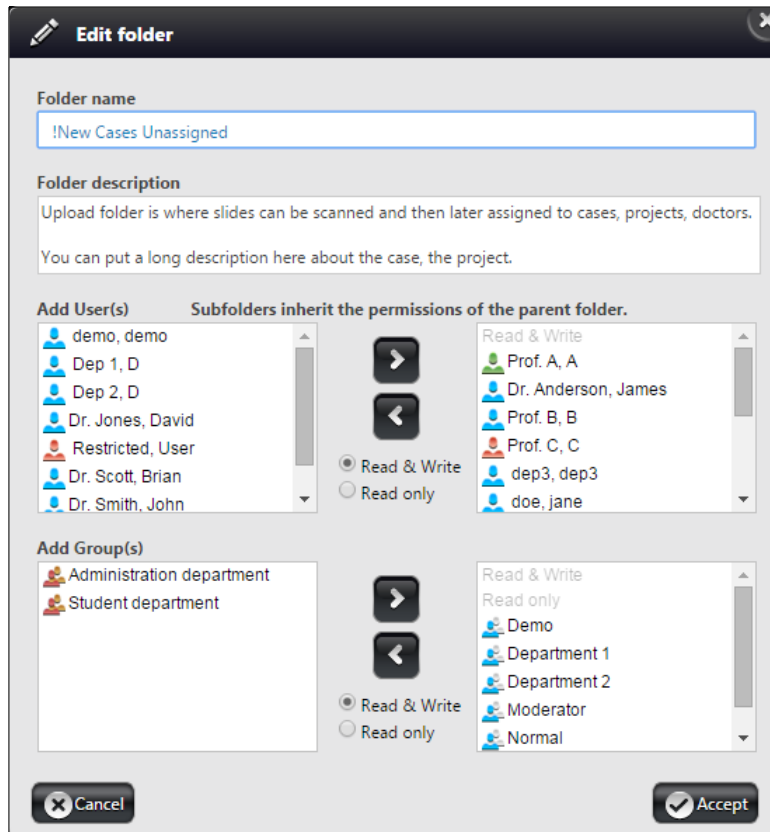 Edit folder
Folder name
!New Cases Unassigned
Folder description
Upload folder is where slides can be scanned and then later assigned to cases, projects, doctors.
You can put a long description here about the case, the project.
Add User(s) Subfolders inherit the permissions of the parent folder.
demo, demo
Dep 1, D
Dep 2, D
Dr. Jones, David
Restricted, User
Dr. Scott, Brian
Dr. Smith, John
Read & Write
Read only
Read & Write
Prof. A, A
Dr. Anderson, James
Prof. B, B
Prof. C, C
dep3, dep3
doe, jane
Add Group(s)
Administration department
Student department
Read & Write
Read only
Read & Write
Read only
Demo
Department 1
Department 2
Moderator
Normal
Cancel
Accept